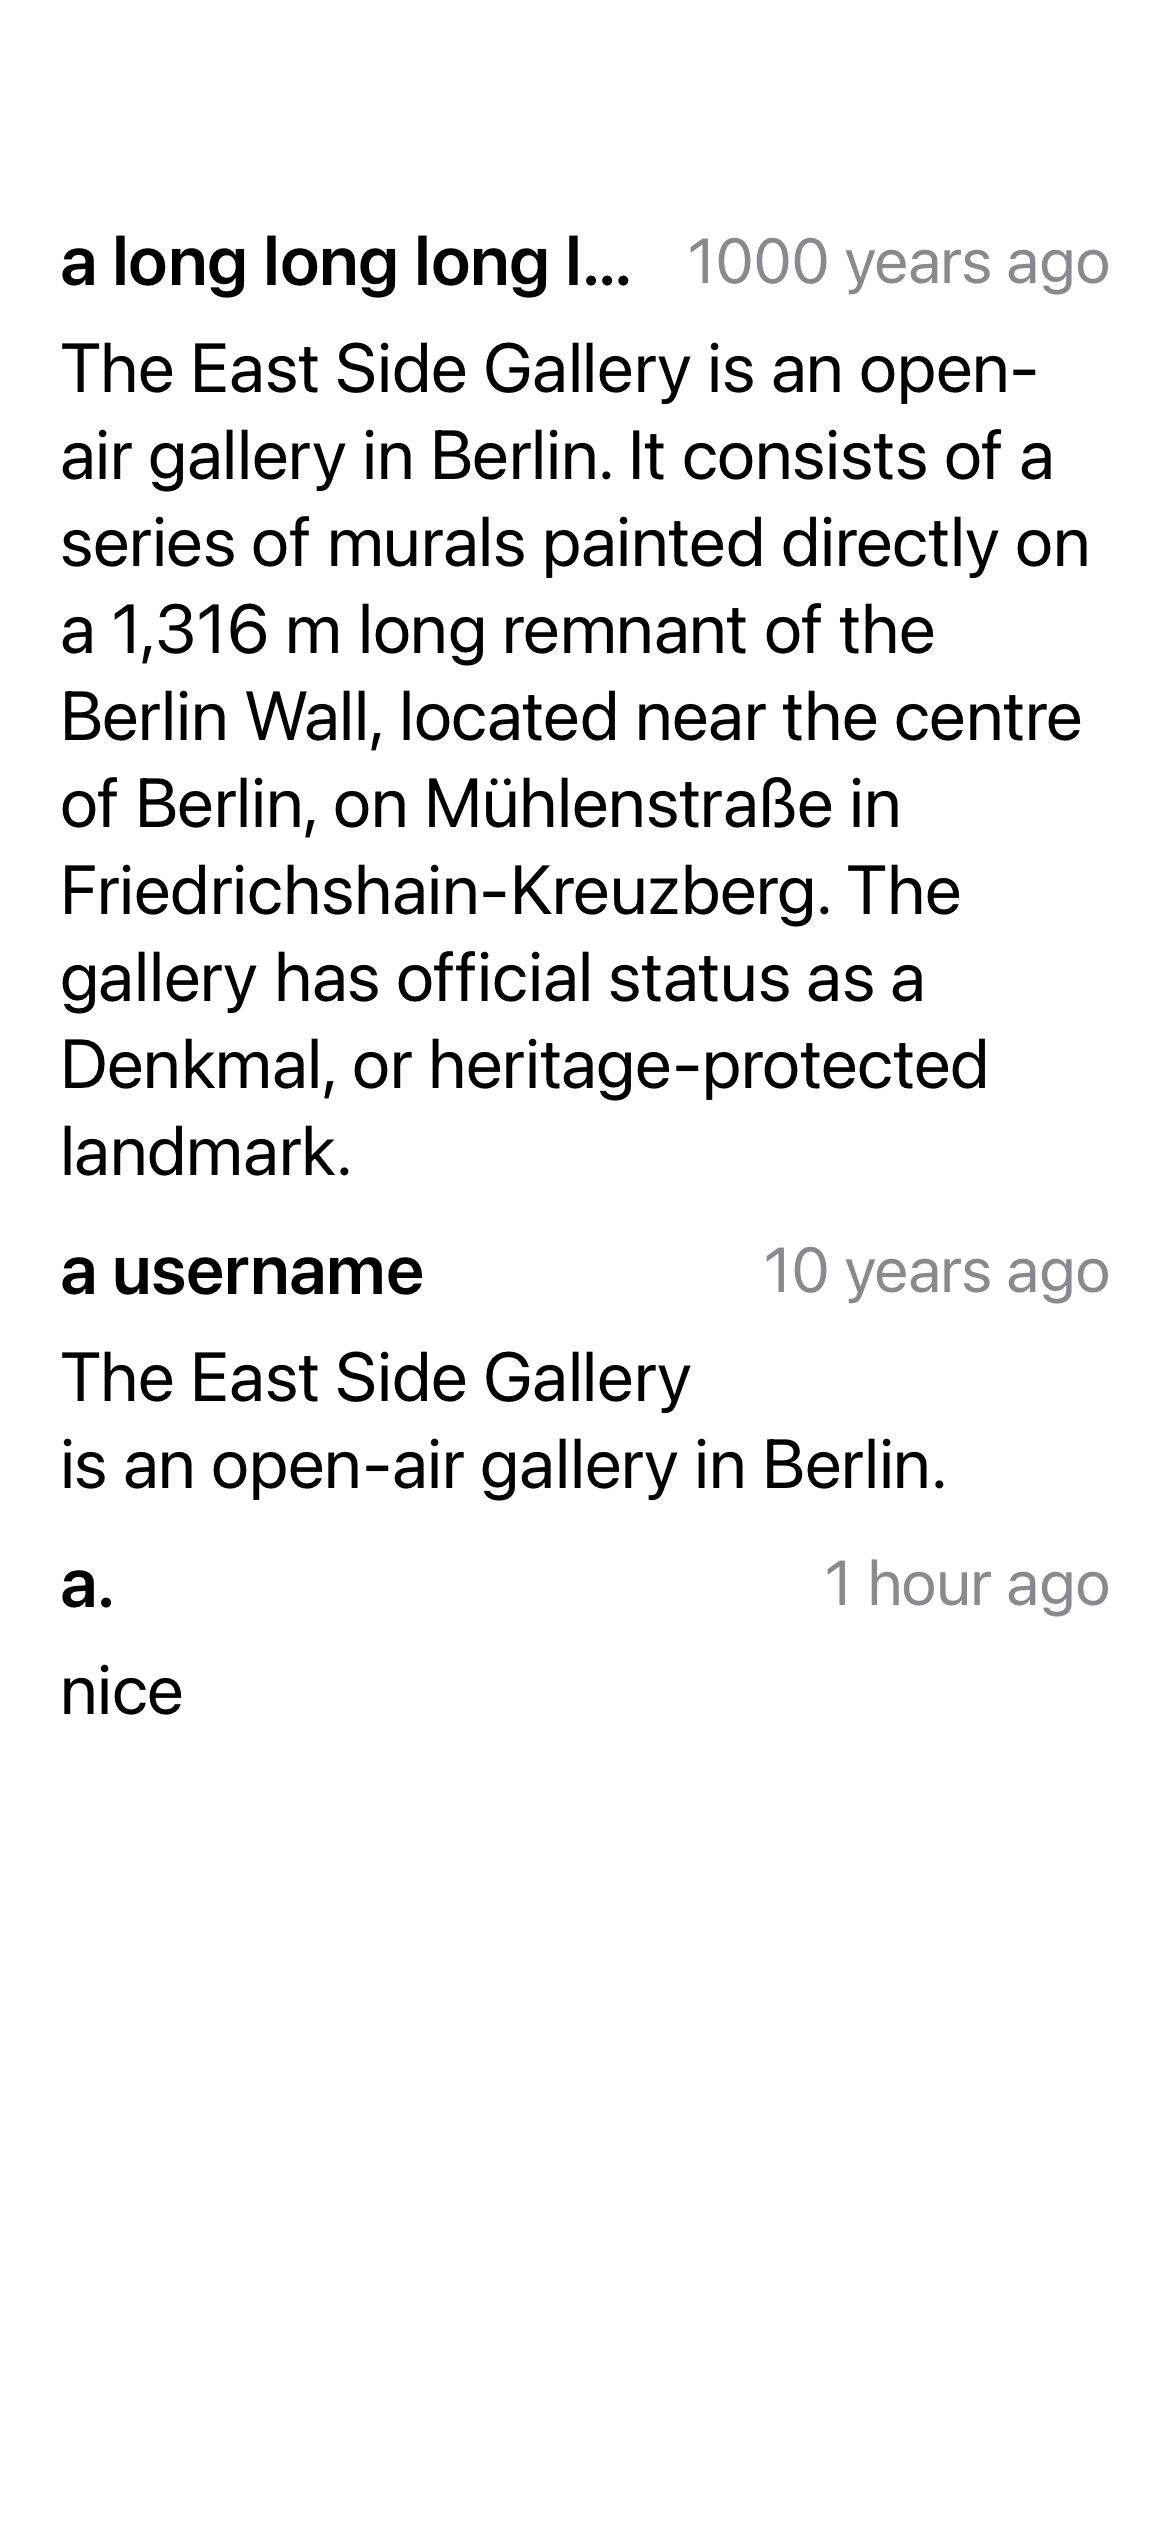 a long long long l... 1000 years ago
The East Side Gallery is an open-
air gallery in Berlin. It consists of a
series of murals painted directly on
a 1,316 m long remnant of the
Berlin Wall, located near the centre
of Berlin, on Mühlenstraße in
Friedrichshain-Kreuzberg. The
gallery has official status as a
Denkmal, or heritage-protected
landmark.
a username 10 years ago
The East Side Gallery
is an open-air gallery in Berlin.
a. 1 hour ago
nice